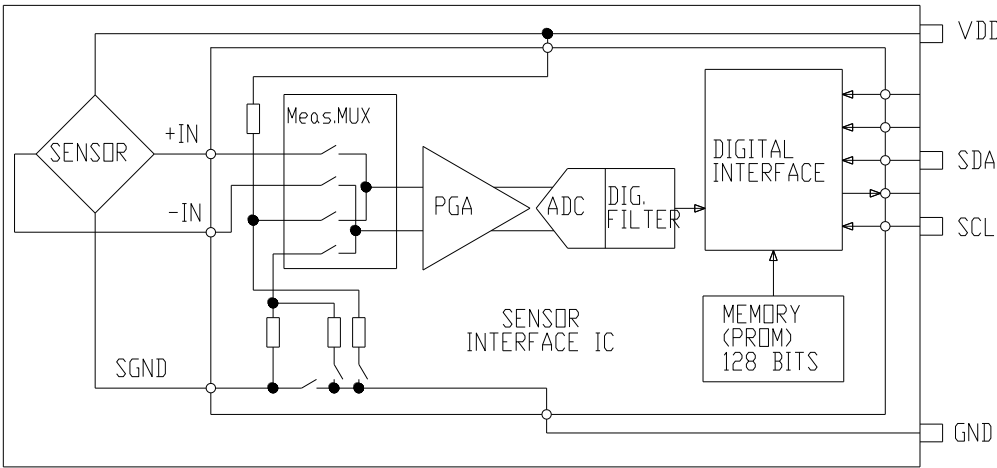 VDD
Meas.MUX
+IN
SENSOR
DIGITAL
INTERFACE
SDA
-IN
PGA
ADC
DIG.
FILTER
SCL
SENSOR
INTERFACE IC
MEMORY
(PROM)
128 BITS
SGND
GND